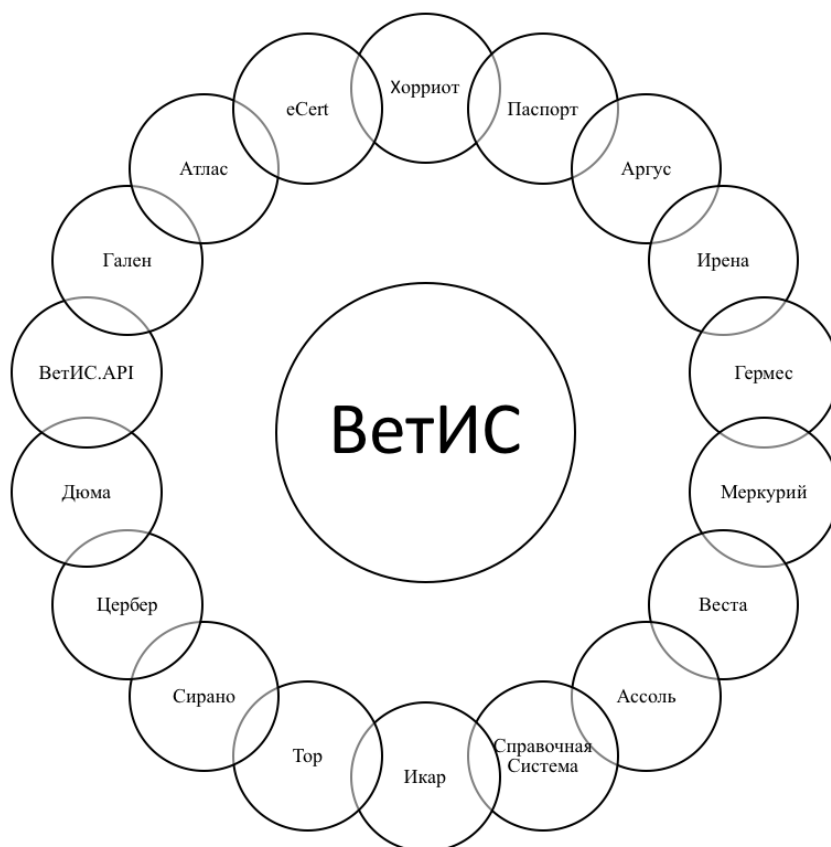 Хорриот
Паспорт
Аргус
Ирена
Гермес
Меркурий
Веста
Ассоль
Справочная
Система
Икар
Тор
Сирано
Цербер
Дюма
ВетИС.API
Гален
Атлас
eCert
ВетИС